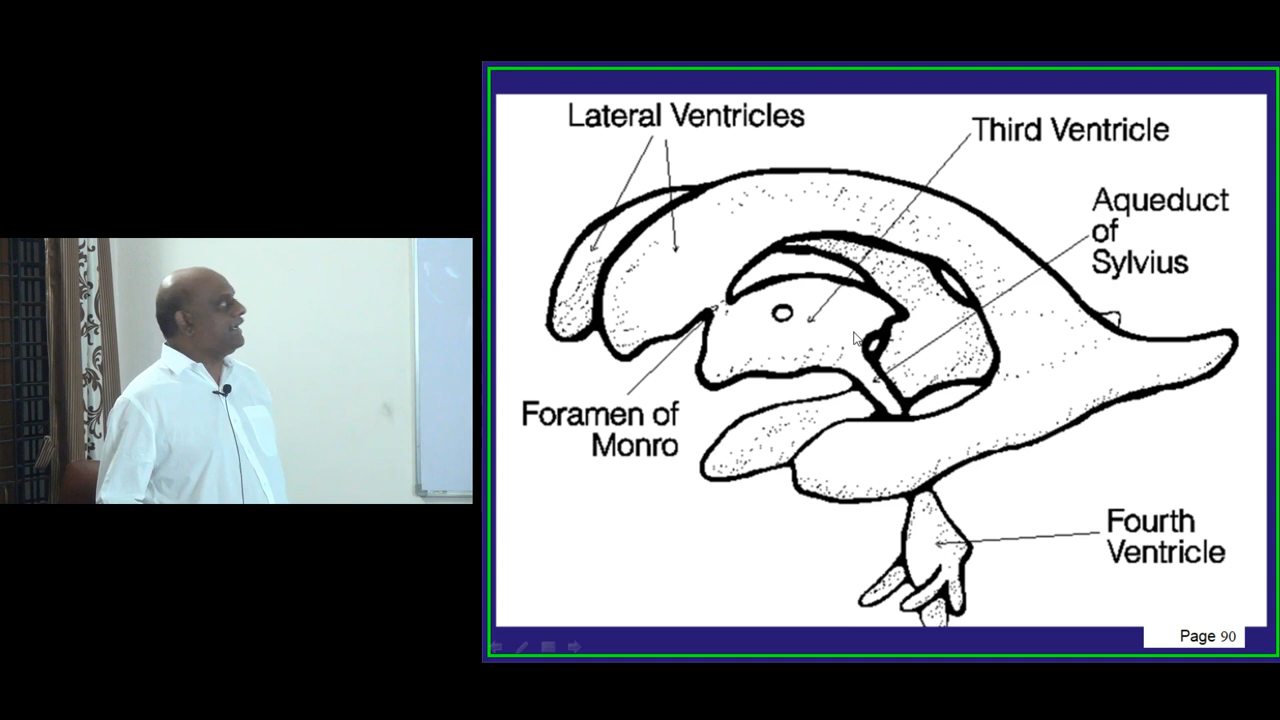 Lateral Ventricles
Third Ventricle
Aqueduct
of
Sylvius
Foramen of
Monro
Fourth
Ventricle
Page 90